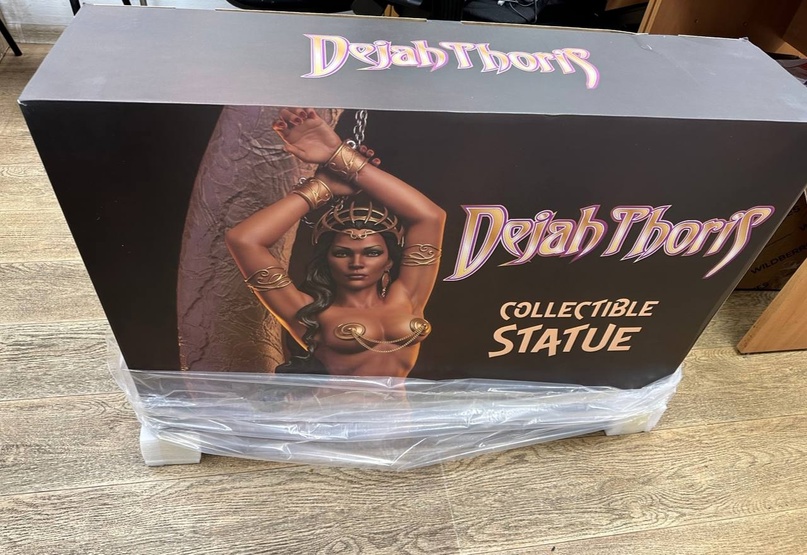 Dejah Thoris
Dejah Thoris
COLLECTIBLE
STATUE